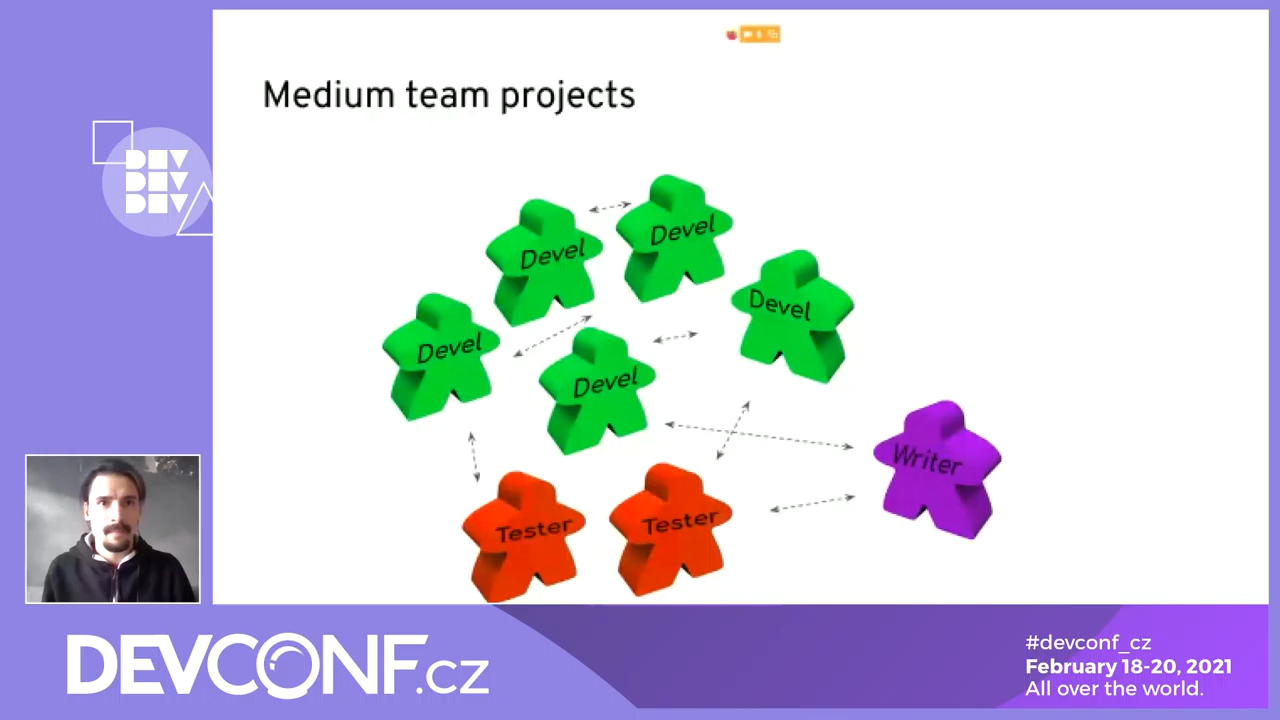 Medium team projects
DEV
DEV
DEV
Devel
Devel
Devel
Devel
Devel
Writer
Tester
Tester
DEVCONF.cz
#devconf_cz
February 18-20, 2021
All over the world.